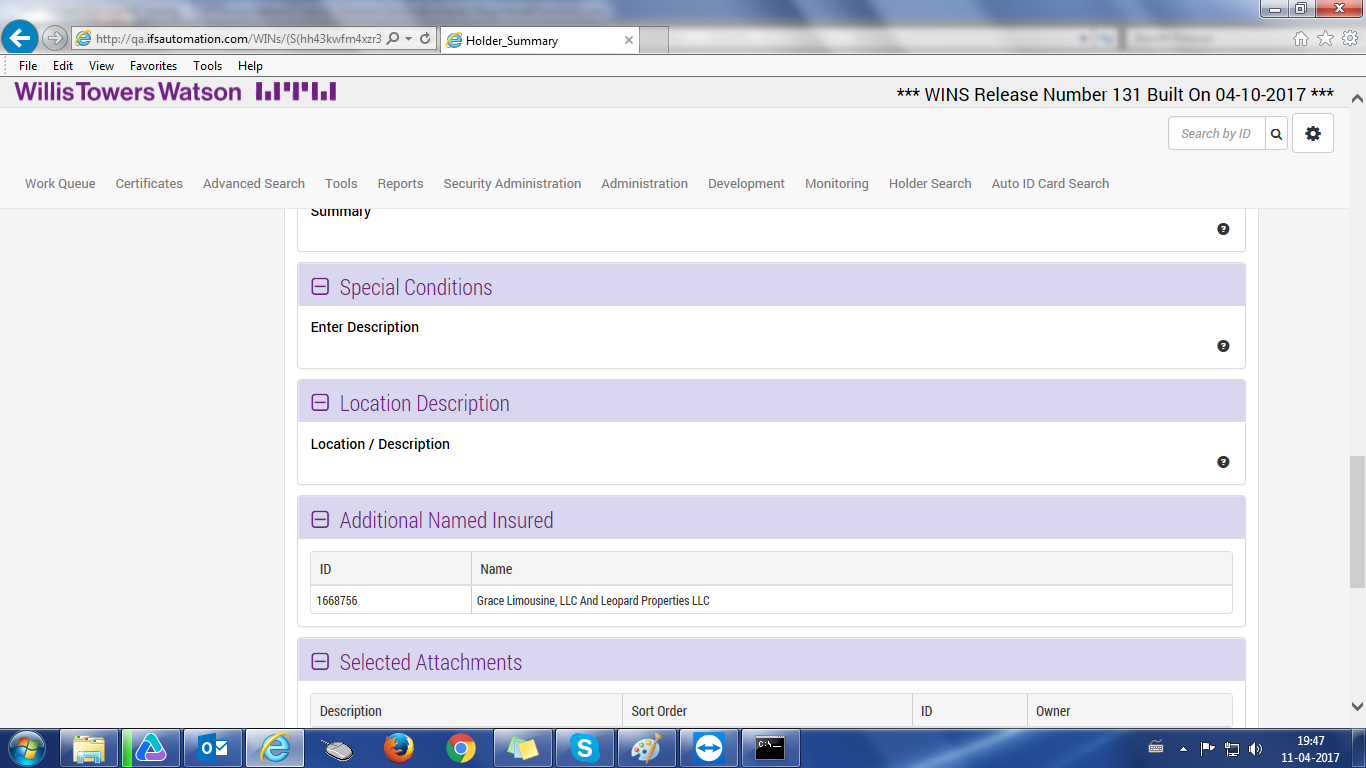 http://qa.ifsautomation.com/WINs/(S(hh43kwfm4xzr3
Holder_Summary
File Edit View Favorites Tools Help
WillisTowersWatson
*** WINS Release Number 131 Built On 04-10-2017 ***
Search by ID
Work Queue Certificates Advanced Search Tools Reports Security Administration Administration Development Monitoring Holder Search Auto ID Card Search
Summary
Special Conditions
Enter Description
Location Description
Location / Description
Additional Named Insured
ID Name
1668756 Grace Limousine, LLC And Leopard Properties LLC
Selected Attachments
Description Sort Order ID Owner
19:47
11-04-2017